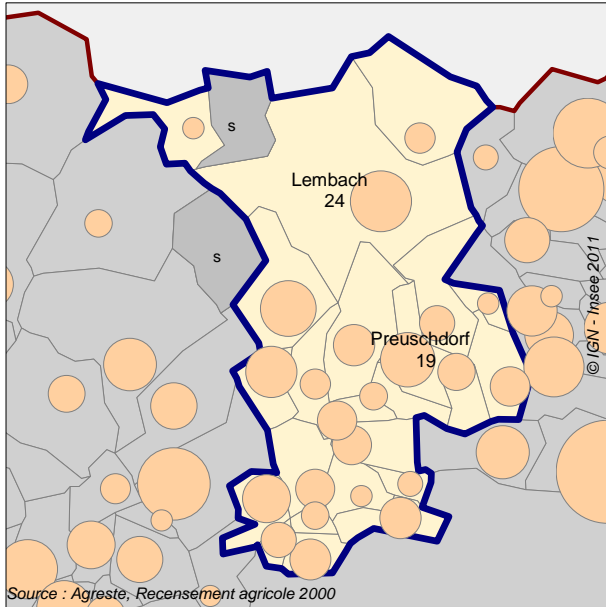 s
Lembach
24
s
© IGN - Insee 2011
Preuschdorf
19
Source : Agreste, Recensement agricole 2000